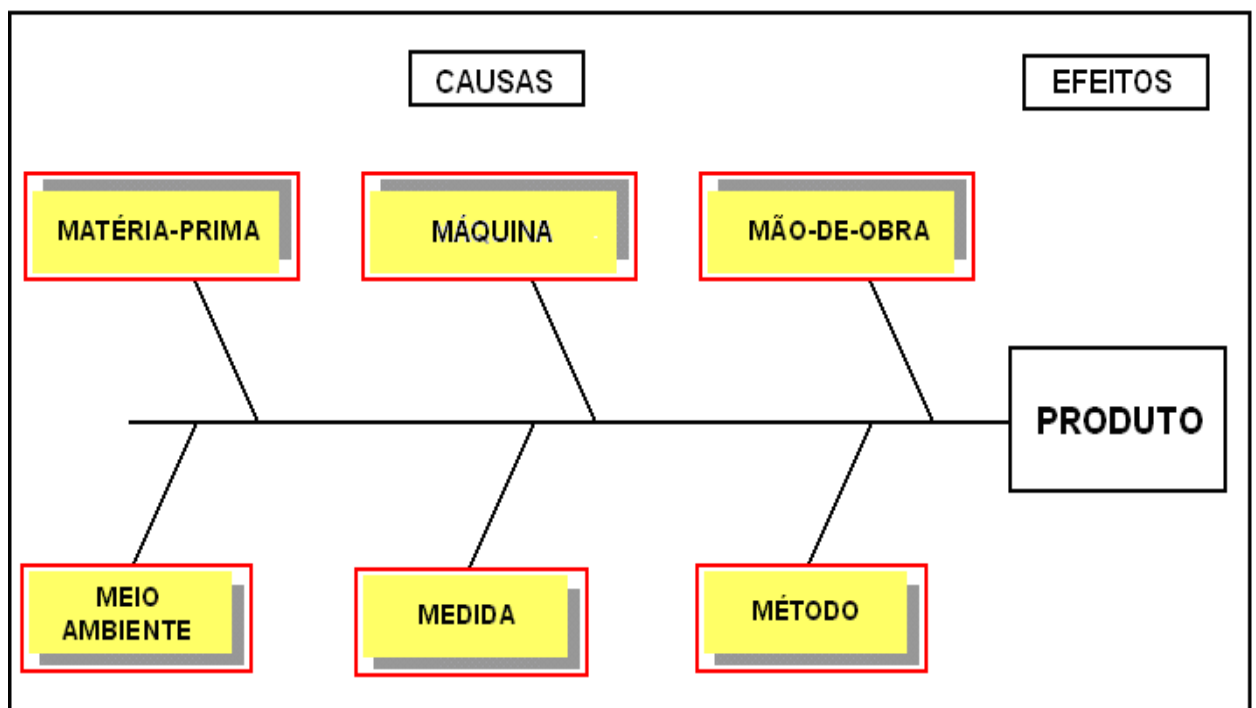 CAUSAS
EFEITOS
MATÉRIA-PRIMA
MÁQUINA
MÃO-DE-OBRA
PRODUTO
MEIO
AMBIENTE
MEDIDA
MÉTODO